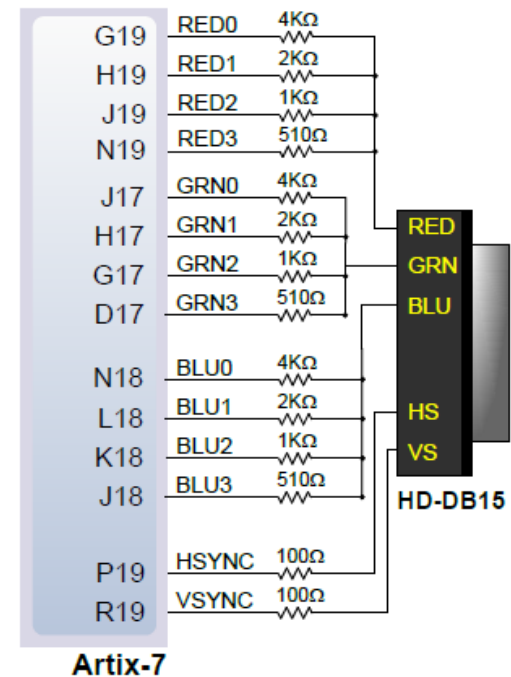 G19 RED0 4KΩ
H19 RED1 2KΩ
J19 RED2 1KΩ
N19 RED3 510Ω
J17 GRN0 4KΩ
H17 GRN1 2KΩ
G17 GRN2 1KΩ
D17 GRN3 510Ω
N18 BLU0 4KΩ
L18 BLU1 2KΩ
K18 BLU2 1KΩ
J18 BLU3 510Ω
P19 HSYNC 100Ω
R19 VSYNC 100Ω
Artix-7
RED
GRN
BLU
HS
VS
HD-DB15